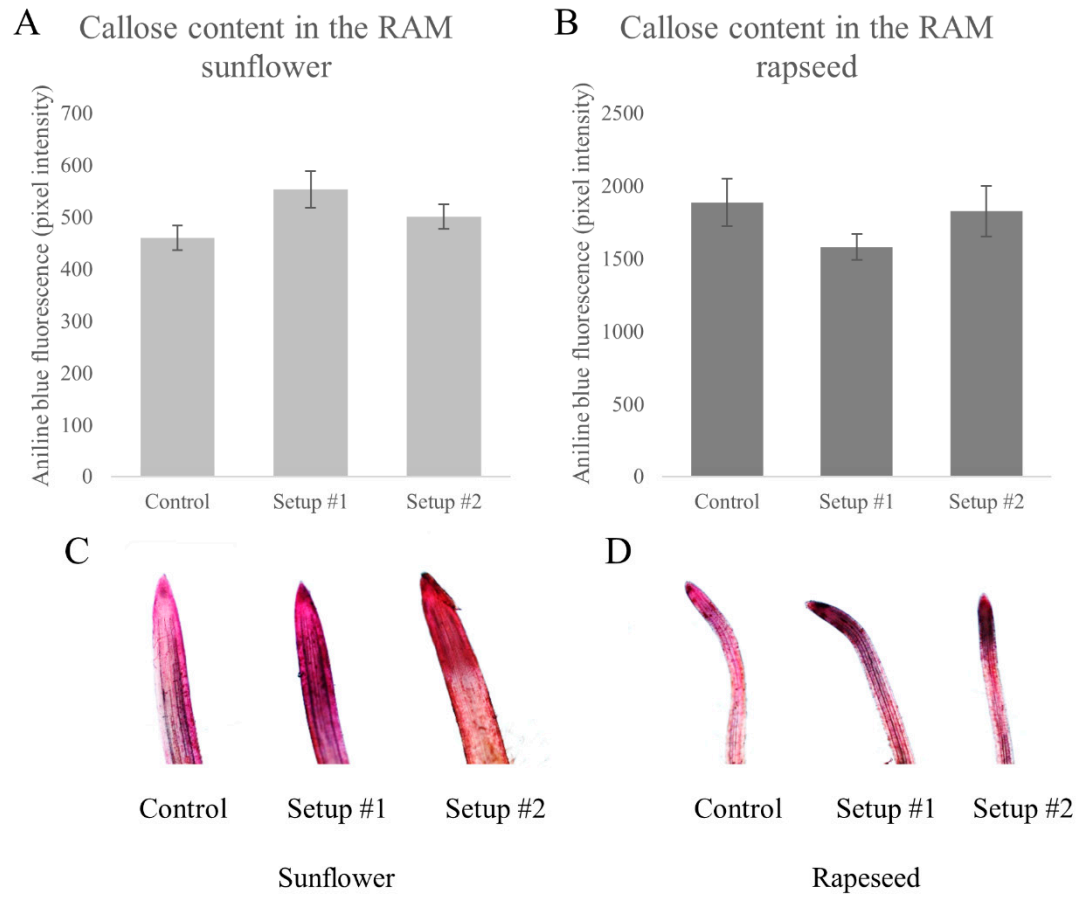 A
Callose content in the RAM
sunflower
Aniline blue fluorescence (pixel intensity)
700
600
500
400
300
200
100
0
Control Setup #1 Setup #2
B
Callose content in the RAM
rapseed
Aniline blue fluorescence (pixel intensity)
2500
2000
1500
1000
500
0
Control Setup #1 Setup #2
C
Control Setup #1 Setup #2
Sunflower
D
Control Setup #1 Setup #2
Rapeseed